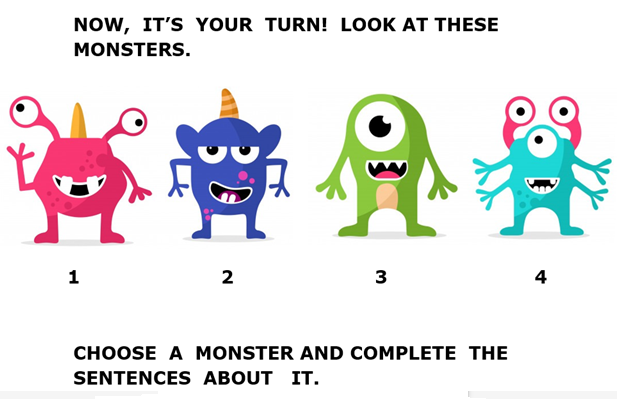 NOW, IT'S YOUR TURN! LOOK AT THESE
MONSTERS.
1 2 3 4
CHOOSE A MONSTER AND COMPLETE THE
SENTENCES ABOUT IT.